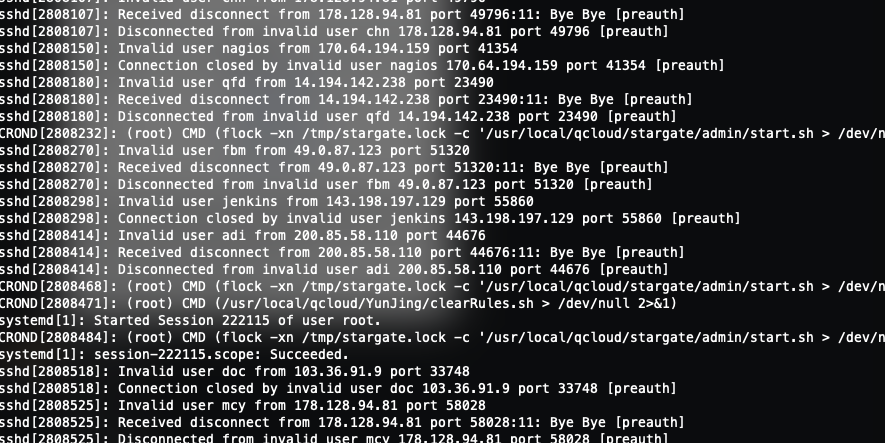 sshd[2808107]: Received disconnect from 178.128.94.81 port 49796:11: Bye Bye [preauth]
sshd[2808107]: Disconnected from invalid user chn 178.128.94.81 port 49796 [preauth]
sshd[2808150]: Invalid user nagios from 170.64.194.159 port 41354
sshd[2808150]: Connection closed by invalid user nagios 170.64.194.159 port 41354 [preauth]
sshd[2808180]: Invalid user qfd from 14.194.142.238 port 23490
sshd[2808180]: Received disconnect from 14.194.142.238 port 23490:11: Bye Bye [preauth]
sshd[2808180]: Disconnected from invalid user qfd 14.194.142.238 port 23490 [preauth]
CROND[2808232]: (root) CMD (flock -xn /tmp/stargate.lock -c '/usr/local/qcloud/stargate/admin/start.sh > /dev/n
sshd[2808270]: Invalid user fbm from 49.0.87.123 port 51320
sshd[2808270]: Received disconnect from 49.0.87.123 port 51320:11: Bye Bye [preauth]
sshd[2808270]: Disconnected from invalid user fbm 49.0.87.123 port 51320 [preauth]
sshd[2808298]: Invalid user jenkins from 143.198.197.129 port 55860
sshd[2808298]: Connection closed by invalid user jenkins 143.198.197.129 port 55860 [preauth]
sshd[2808414]: Invalid user adi from 200.85.58.110 port 44676
sshd[2808414]: Received disconnect from 200.85.58.110 port 44676:11: Bye Bye [preauth]
sshd[2808414]: Disconnected from invalid user adi 200.85.58.110 port 44676 [preauth]
CROND[2808468]: (root) CMD (flock -xn /tmp/stargate.lock -c '/usr/local/qcloud/stargate/admin/start.sh > /dev/n
CROND[2808471]: (root) CMD (/usr/local/qcloud/YunJing/clearRules.sh > /dev/null 2>&1)
systemd[1]: Started Session 222115 of user root.
CROND[2808484]: (root) CMD (flock -xn /tmp/stargate.lock -c '/usr/local/qcloud/stargate/admin/start.sh > /dev/n
systemd[1]: session-222115.scope: Succeeded.
sshd[2808518]: Invalid user doc from 103.36.91.9 port 33748
sshd[2808518]: Connection closed by invalid user doc 103.36.91.9 port 33748 [preauth]
sshd[2808525]: Invalid user mcy from 178.128.94.81 port 58028
sshd[2808525]: Received disconnect from 178.128.94.81 port 58028:11: Bye Bye [preauth]
sshd[2808525]: Disconnected from invalid user mcy 178.128.94.81 port 58028 [preauth]